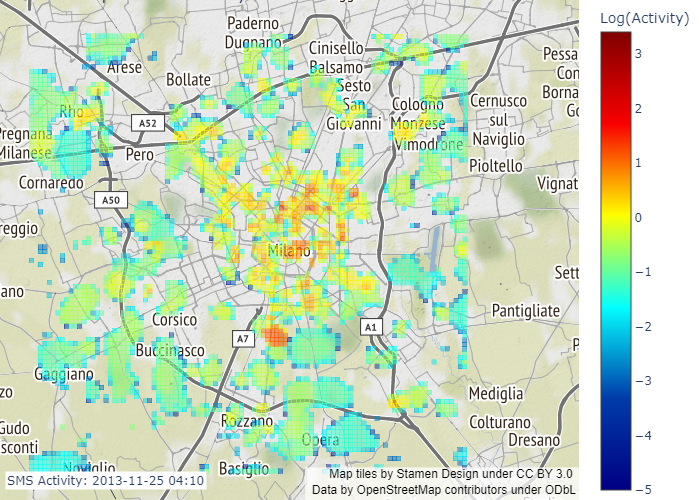 Log(Activity)
3
2
1
0
−1
−2
−3
−4
−5
Paderno
Dugnano
Cinisello
Balsamo
Arese
Bollate
Sesto
San
Giovanni
Cologno
Monzese
Vimodrone
Cernusco
sul
Naviglio
Pioltello
Pessa
Con
Borna
Go
Rho
A52
Pregnana
Milanese
Pero
Cornaredo
A50
Vignat
reggio
Milano
Sett
ano
Pantigliate
Corsico
A7
A1
Buccinasco
P
Gaggiano
zo
Mediglia
Gudo
sconti
Rozzano
Colturano
Dresano
Opera
Basiglio
Noviglio
SMS Activity: 2013-11-25 04:10
Map tiles by Stamen Design under CC BY 3.0
Data by OpenStreetMap contributors under ODbL